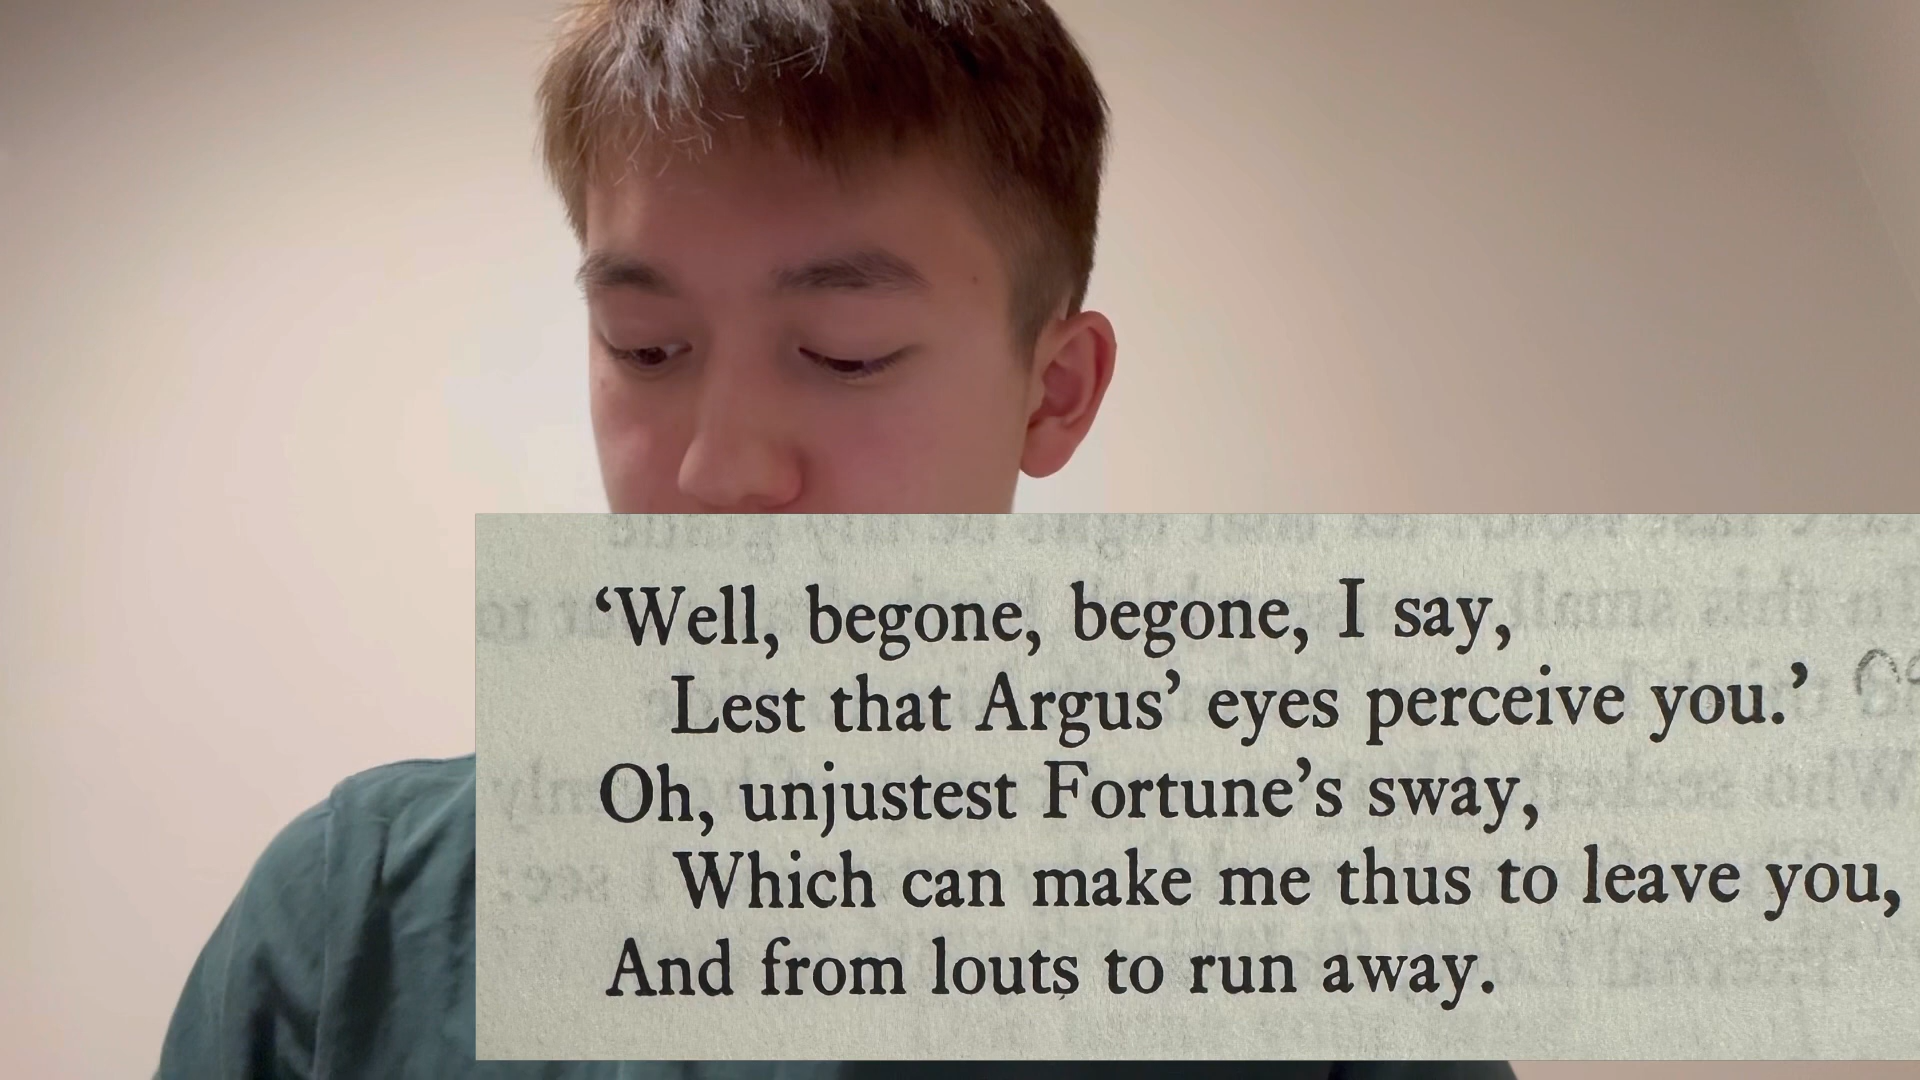 ‘Well, begone, begone, I say,
Lest that Argus’ eyes perceive you.’
Oh, unjustest Fortune’s sway,
Which can make me thus to leave you,
And from louts to run away.